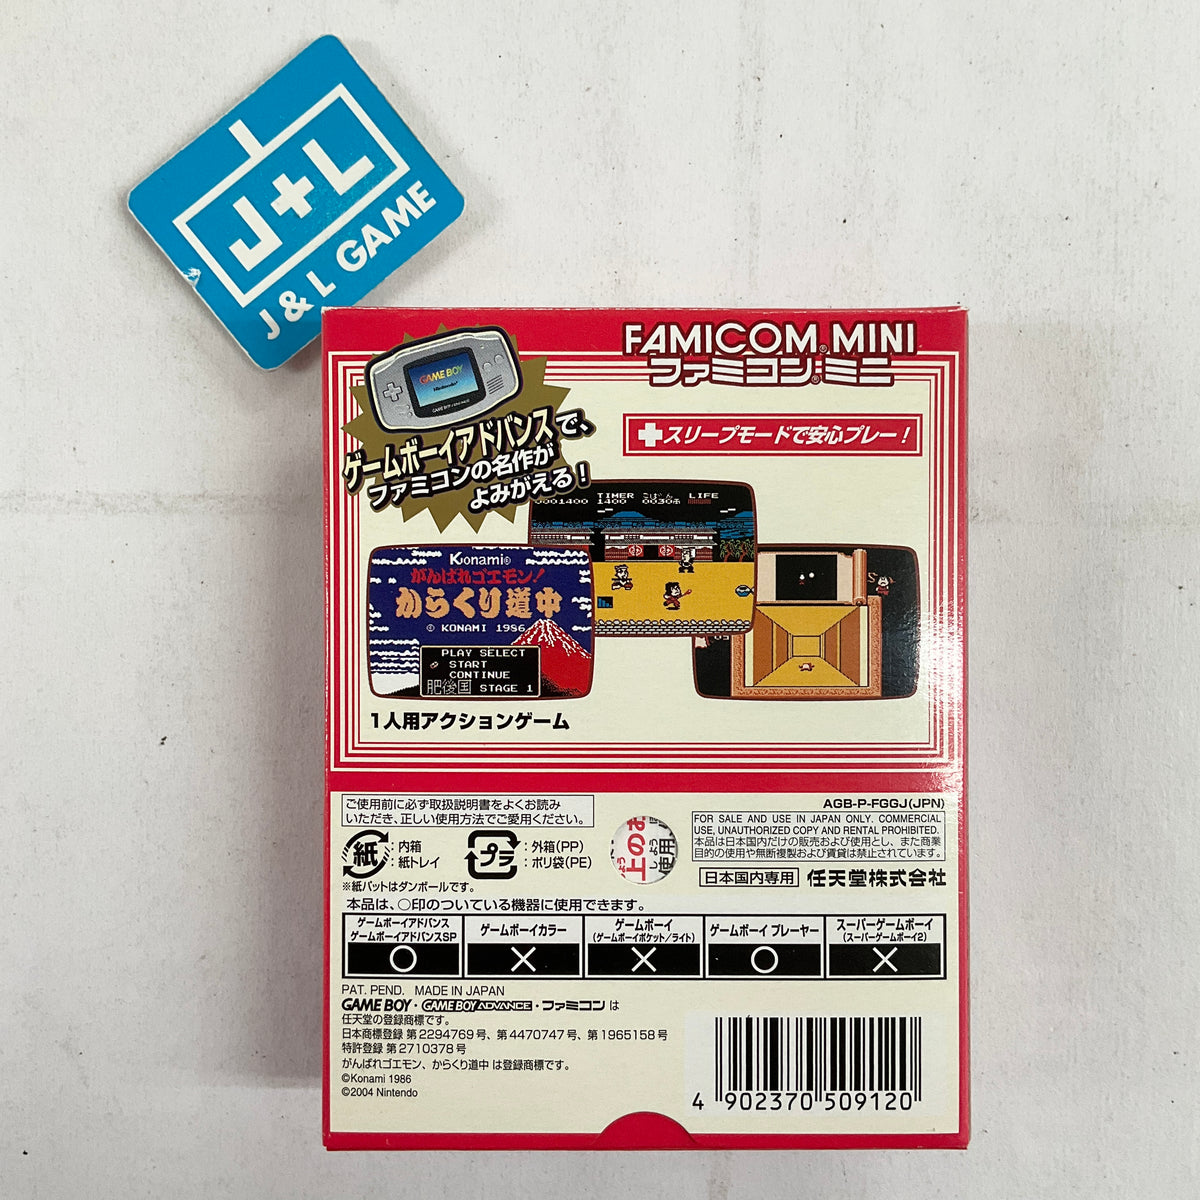 J+L
J & L GAME
FAMICOM MINI
ファミコンミニ
GAME BOY
Nintendo
ゲームボーイアドバンスで、
ファミコンの名作が
よみがえる!
スリープモードで安心プレー!
TIMER こばん LIFE
0001400 1400 0030両
Konami®
がんばれゴエモン!
からくり道中
© KONAMI 1986
PLAY SELECT
START
CONTINUE
肥後国 STAGE 1
1人用アクションゲーム
ご使用前に必ず取扱説明書をよくお読み
いただき、正しい使用方法でご愛用ください。
紙 :内箱
:紙トレイ
プラ :外箱(PP)
:ポリ袋(PE)
※紙パットはダンボールです。
上のお
使用
AGB-P-FGGJ(JPN)
FOR SALE AND USE IN JAPAN ONLY. COMMERCIAL
USE, UNAUTHORIZED COPY AND RENTAL PROHIBITED.
本品は日本国内だけの販売および使用とし、また商業
目的の使用や無断複製および賃貸は禁止されています。
日本国内専用 任天堂株式会社
本品は、○印のついている機器に使用できます。
ゲームボーイアドバンス
ゲームボーイアドバンスSP
ゲームボーイカラー
ゲームボーイ
(ゲームボーイポケット/ライト)
ゲームボーイ プレーヤー
スーパーゲームボーイ
(スーパーゲームボーイ2)
○ × × ○ ×
PAT. PEND. MADE IN JAPAN
GAME BOY・GAME BOY ADVANCE・ファミコン は
任天堂の登録商標です。
日本商標登録 第2294769号、第4470747号、第1965158号
特許登録 第2710378号
がんばれゴエモン、からくり道中 は登録商標です。
©Konami 1986
©2004 Nintendo
4 902370 509120